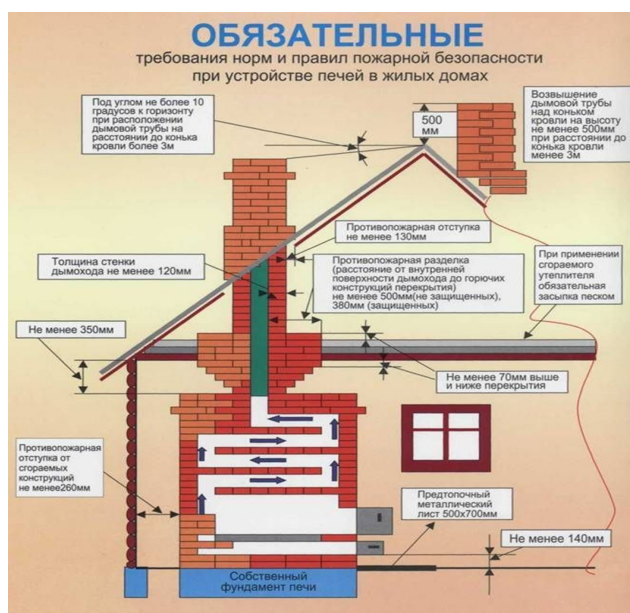 ОБЯЗАТЕЛЬНЫЕ
требования норм и правил пожарной безопасности
при устройстве печей в жилых домах
Под углом не более 10
градусов к горизонту
при расположении
дымовой трубы на
расстоянии до конька
кровли более 3м
500
мм
Возвышение
дымовой трубы
над коньком
кровли на высоту
не менее 500мм
при расстоянии до
конька кровли
менее 3м
Противопожарная отступка
не менее 130мм
Толщина стенки
дымохода не менее 120мм
Противопожарная разделка
(расстояние от внутренней
поверхности дымохода до горючих
конструкций перекрытия)
не менее 500мм(не защищенных),
380мм (защищенных)
При применении
сгораемого
утеплителя
обязательная
засыпка песком
Не менее 350мм
Не менее 70мм выше
и ниже перекрытия
Противопожарная
отступка от
сгораемых
конструкций
не менее260мм
Предтопочный
металлический
лист 500х700мм
Не менее 140мм
Собственный
фундамент печи